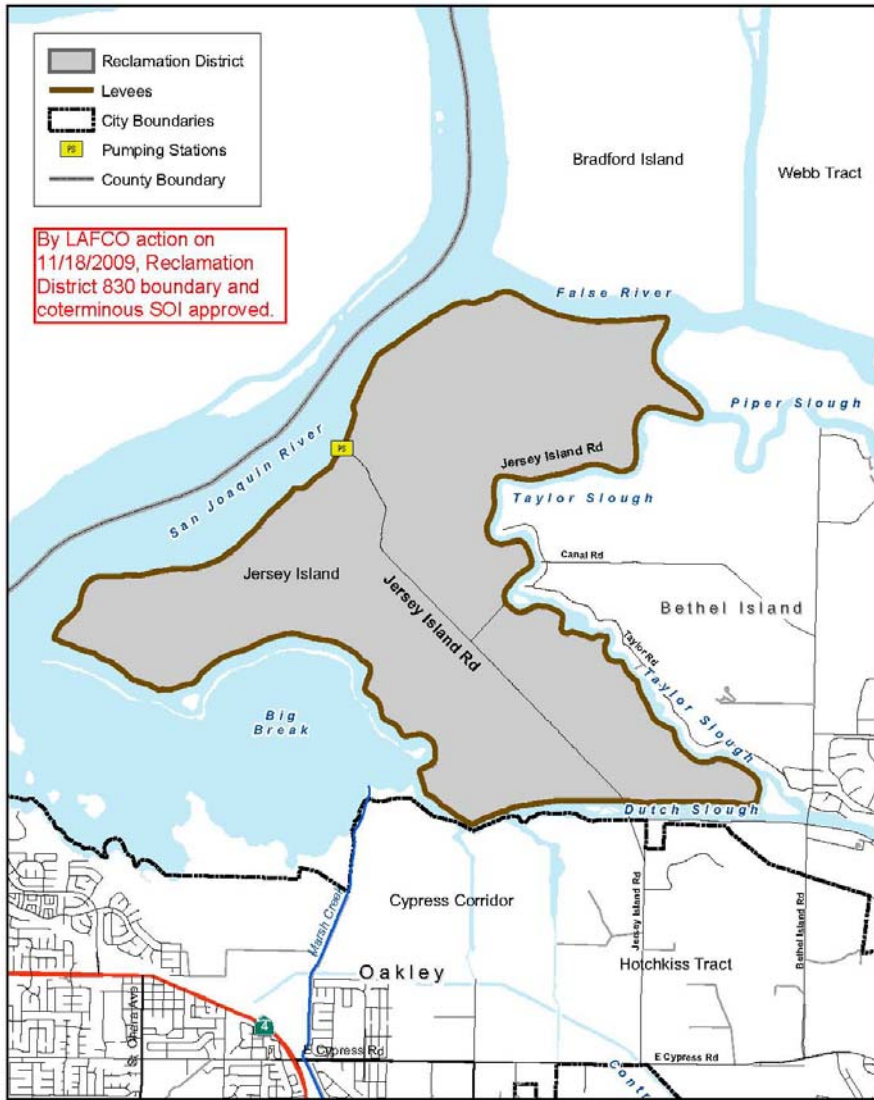 Reclamation District
Levees
City Boundaries
PS
Pumping Stations
County Boundary
By LAFCO action on
11/18/2009, Reclamation
District 830 boundary and
coterminous SOI approved.
Bradford Island
Webb Tract
False River
Piper Slough
San Joaquin River
PS
Jersey Island Rd
Taylor Slough
Canal Rd
Jersey Island
Jersey Island Rd
Bethel Island
Taylor Rd
Taylor Slough
Big
Break
Dutch Slough
Cypress Corridor
Marsh Creek
Jersey Island Rd
Bethel Island Rd
Oakley
Hotchkiss Tract
4
E Cypress Rd
E Cypress Rd
Contr